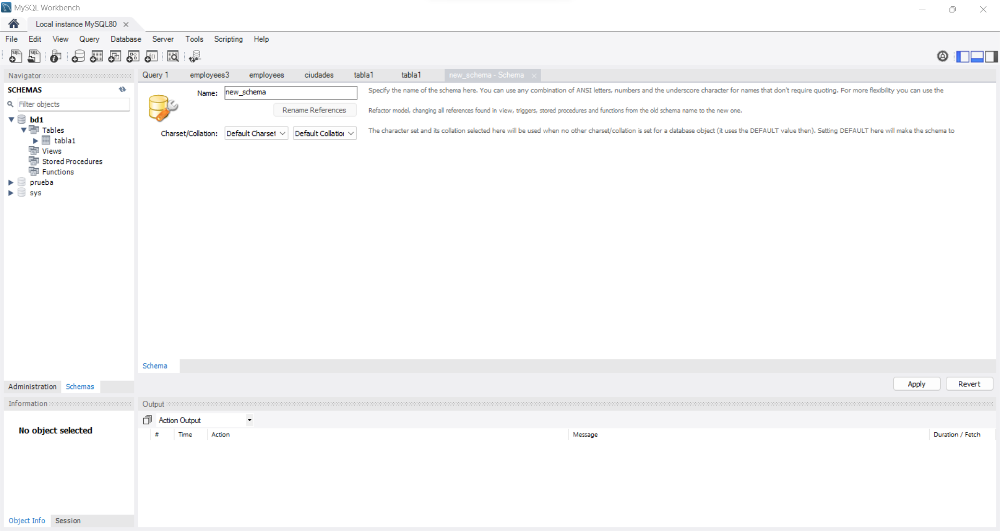 MySQL Workbench
Local instance MySQL80
File Edit View Query Database Server Tools Scripting Help
Navigator
SCHEMAS
Filter objects
bd1
Tables
tabla1
Views
Stored Procedures
Functions
prueba
sys
Administration Schemas
Information
No object selected
Object Info Session
Query 1 employees3 employees ciudades tabla1 tabla1 new_schema - Schema
Name: new_schema Specify the name of the schema here. You can use any combination of ANSI letters, numbers and the underscore character for names that don't require quoting. For more flexibility you can use the
Rename References Refactor model, changing all references found in view, triggers, stored procedures and functions from the old schema name to the new one.
Charset/Collation: Default Charset Default Collation The character set and its collation selected here will be used when no other charset/collation is set for a database object (it uses the DEFAULT value then). Setting DEFAULT here will make the schema to
Schema
Apply Revert
Output
Action Output
# Time Action Message Duration / Fetch